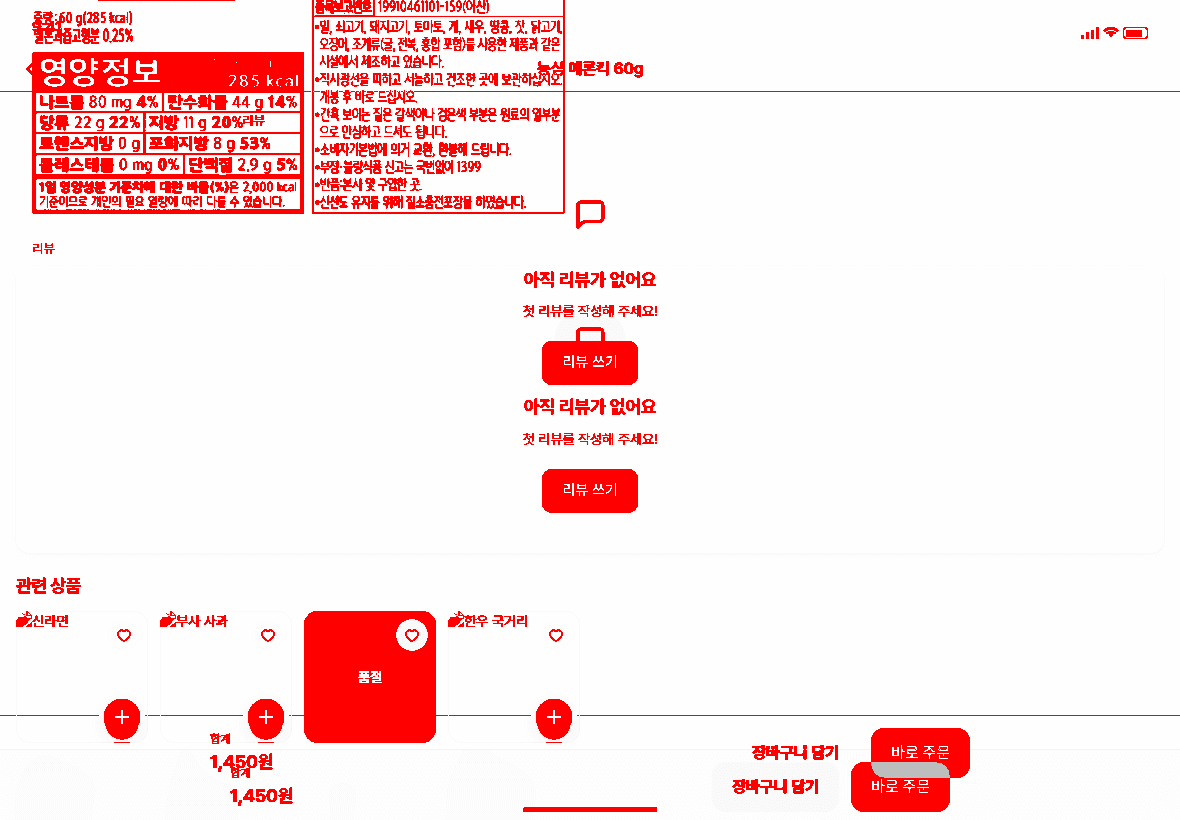 중량: 60 g(285 kcal)
멜론과즙고형분 0.25%
영양정보
285 kcal
나트륨 80 mg 4% 탄수화물 44 g 14%
당류 22 g 22% 지방 11 g 20%
트랜스지방 0 g 포화지방 8 g 53%
콜레스테롤 0 mg 0% 단백질 2.9 g 5%
1일 영양성분 기준치에 대한 비율(%)은 2,000 kcal
기준이므로 개인의 필요 열량에 따라 다를 수 있습니다.
품목보고번호 19910461101-159(아산)
•밀, 쇠고기, 돼지고기, 토마토, 게, 새우, 땅콩, 잣, 닭고기,
오징어, 조개류(굴, 전복, 홍합 포함)를 사용한 제품과 같은
시설에서 제조하고 있습니다.
•직사광선을 피하고 서늘하고 건조한 곳에 보관하십시오.
개봉 후 바로 드십시오.
•간혹 보이는 짙은 갈색이나 검은색 부분은 원료의 일부분
으로 안심하고 드셔도 됩니다.
•소비자기본법에 의거 교환, 환불해 드립니다.
•부정·불량식품 신고는 국번없이 1399
•반품:본사 및 구입한 곳.
•신선도 유지를 위해 질소충전포장을 하였습니다.
농심 메론킥 60g
리뷰
리뷰
아직 리뷰가 없어요
첫 리뷰를 작성해 주세요!
리뷰 쓰기
아직 리뷰가 없어요
첫 리뷰를 작성해 주세요!
리뷰 쓰기
관련 상품
신라면
부사 사과
품절
한우 국거리
합계
1,450원
장바구니 담기
바로 주문
합계
1,450원
장바구니 담기
바로 주문